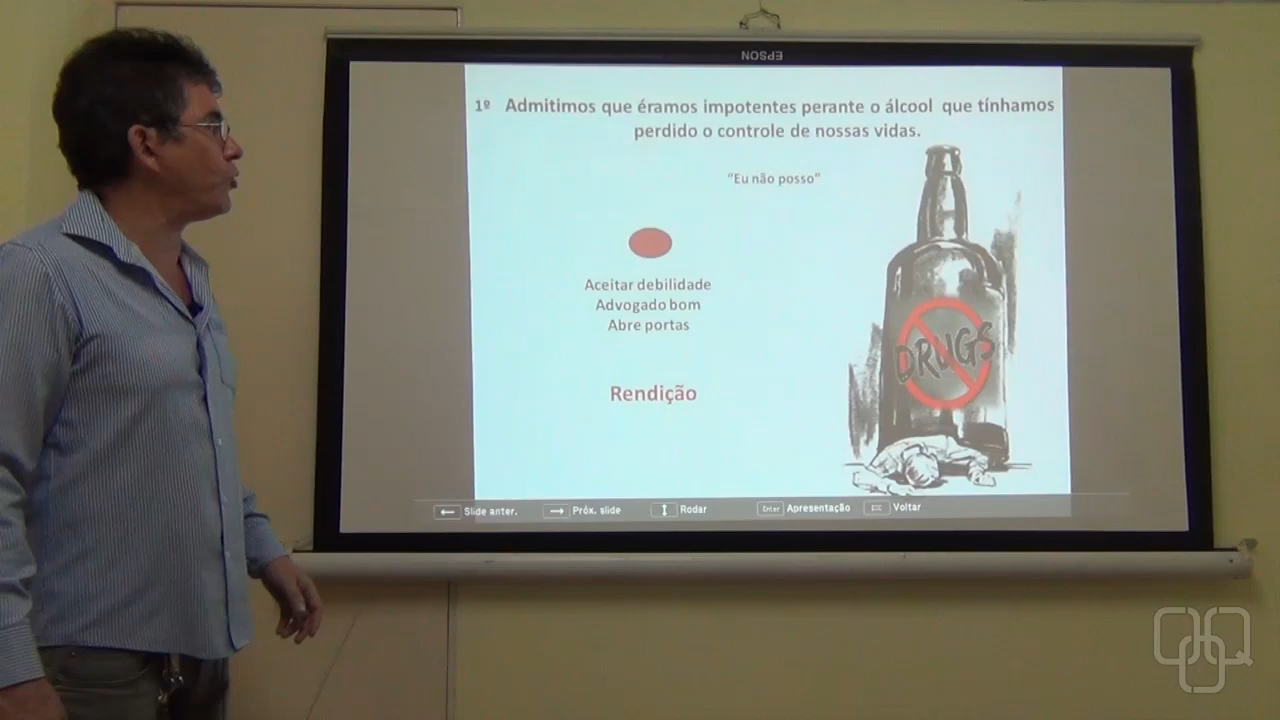 EPSON
1º Admitimos que éramos impotentes perante o álcool que tínhamos
perdido o controle de nossas vidas.
“Eu não posso”
Aceitar debilidade
Advogado bom
Abre portas
DRUGS
Rendição
Slide anter. Próx. slide Rodar Enter Apresentação Voltar